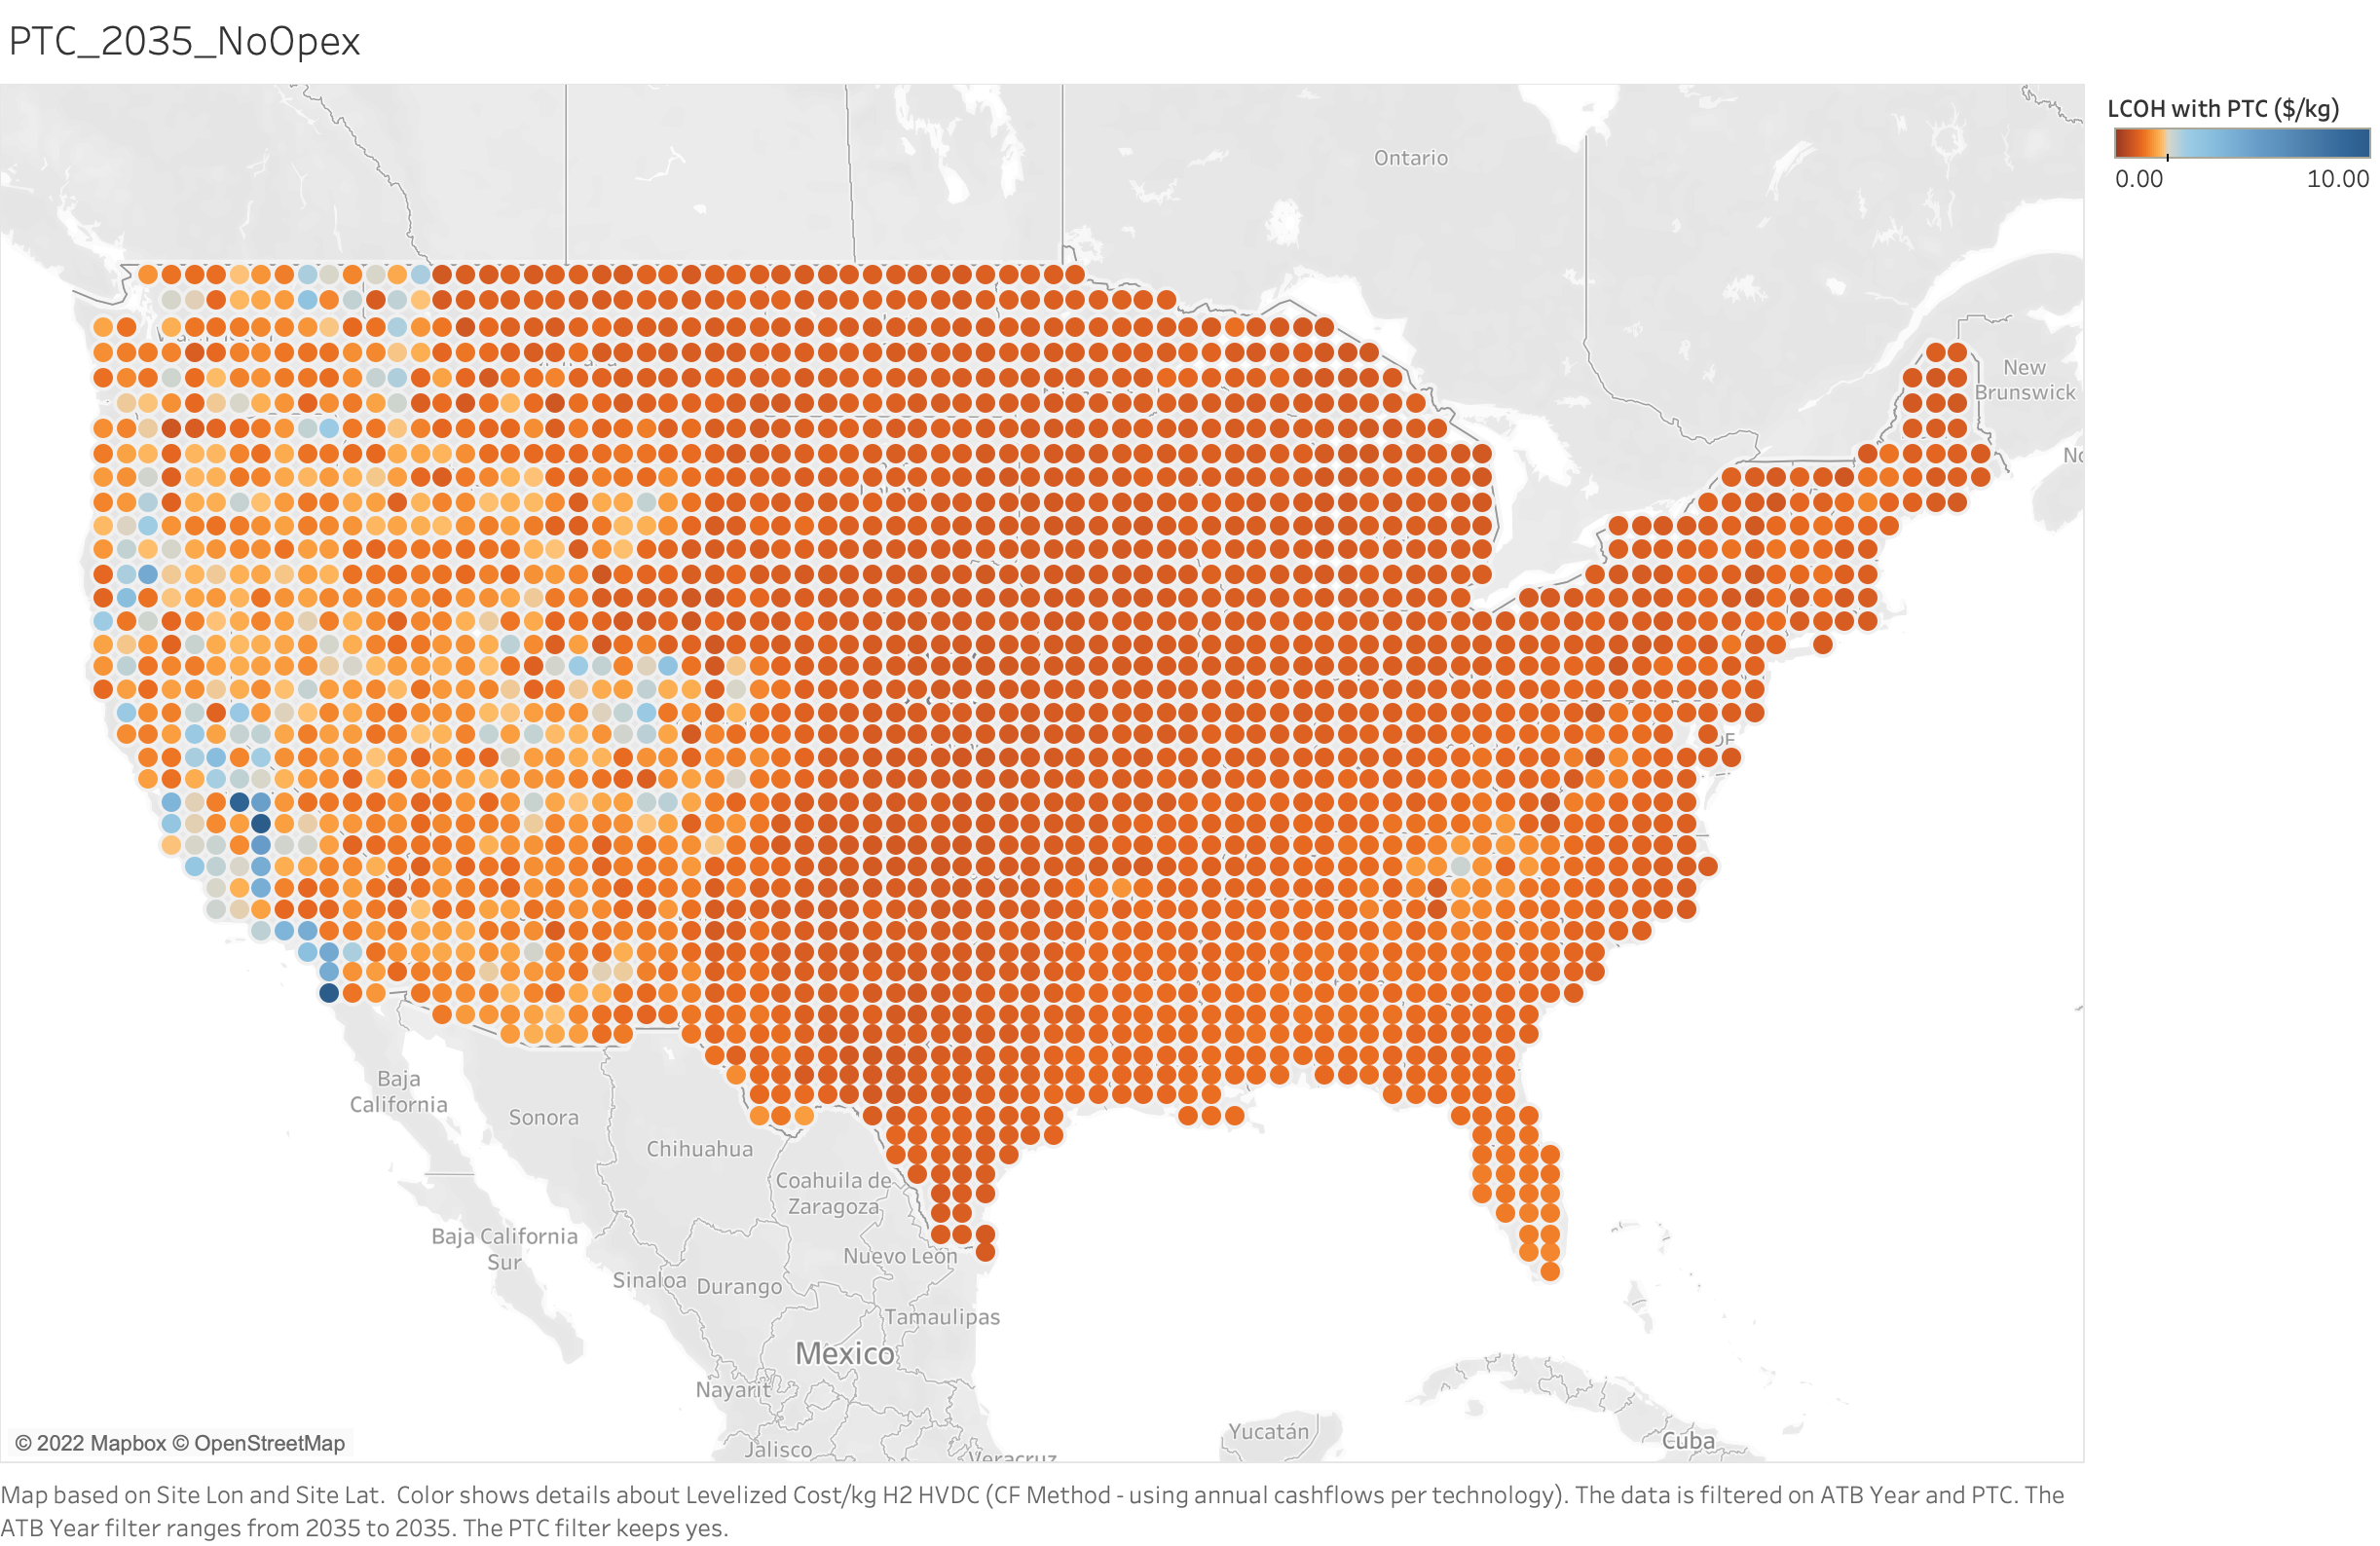 PTC_2035_NoOpex
LCOH with PTC ($/kg)
0.00 10.00
Ontario
New
Brunswick
Baja
California
Sonora
Chihuahua
Coahuila de
Zaragoza
Baja California
Sur
Nuevo León
Sinaloa
Durango
Tamaulipas
Mexico
Nayarit
Yucatán
Cuba
Jalisco
Veracruz
© 2022 Mapbox © OpenStreetMap
Map based on Site Lon and Site Lat. Color shows details about Levelized Cost/kg H2 HVDC (CF Method - using annual cashflows per technology). The data is filtered on ATB Year and PTC. The
ATB Year filter ranges from 2035 to 2035. The PTC filter keeps yes.